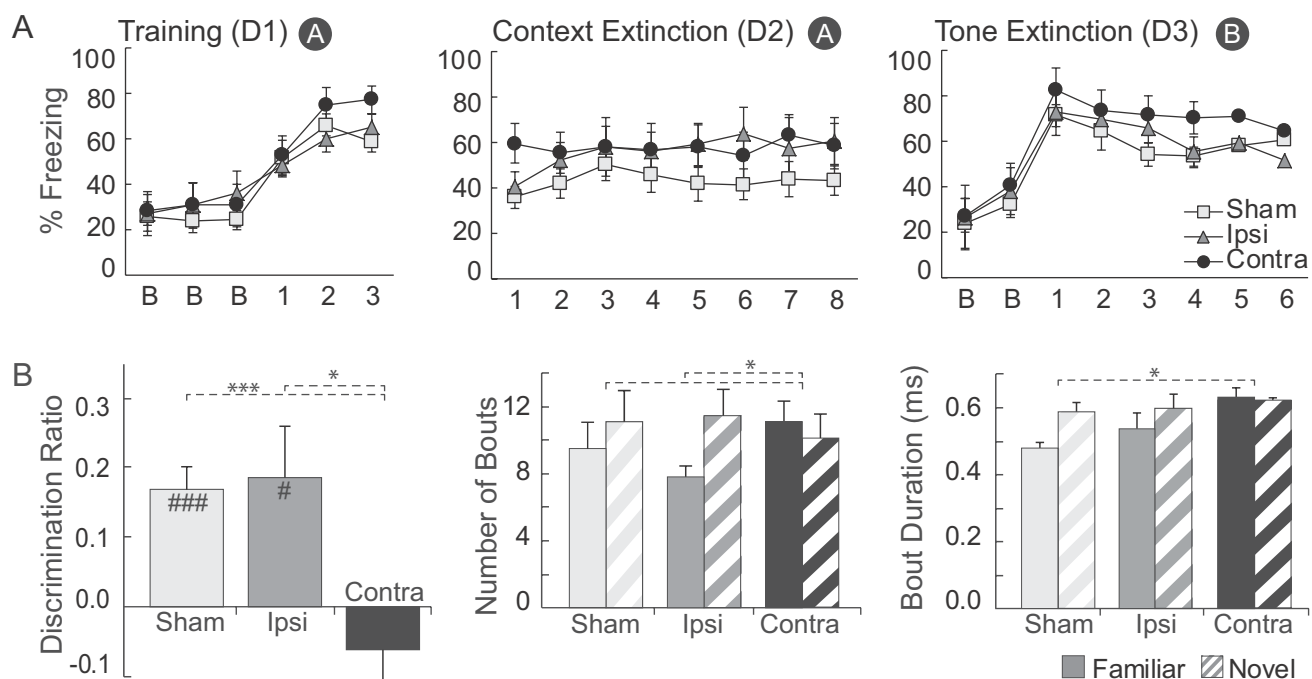 A
Training (D1) A
Context Extinction (D2) A
Tone Extinction (D3) B
% Freezing
100
80
60
40
20
0
B B B 1 2 3
100
80
60
40
20
0
1 2 3 4 5 6 7 8
100
80
60
40
20
0
B B 1 2 3 4 5 6
Sham
Ipsi
Contra
B
Discrimination Ratio
0.3
0.2
0.1
0.0
-0.1
*** *
### #
Sham Ipsi Contra
Number of Bouts
12
8
4
0
*
Sham Ipsi Contra
Bout Duration (ms)
0.6
0.4
0.2
0.0
*
Sham Ipsi Contra
Familiar Novel